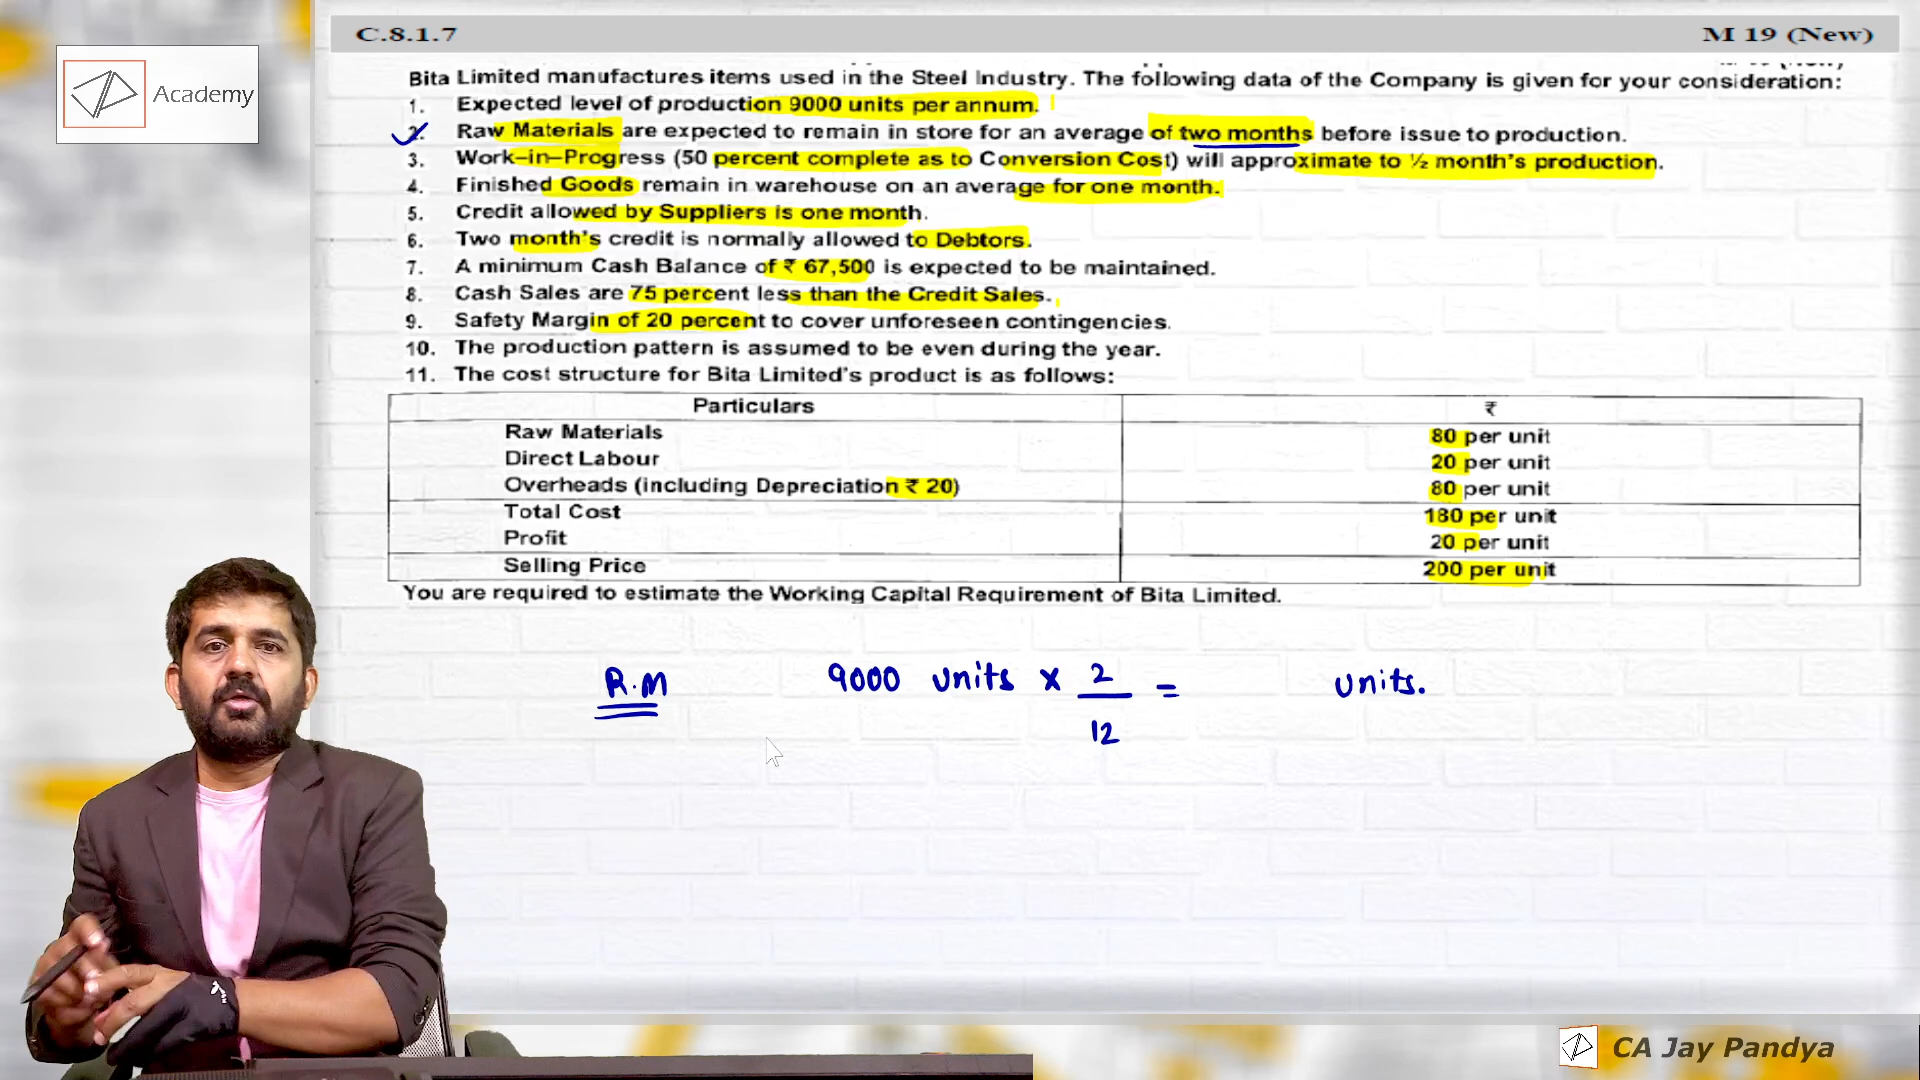 C.8.1.7 M 19 (New)
Academy
Bita Limited manufactures items used in the Steel Industry. The following data of the Company is given for your consideration:
1. Expected level of production 9000 units per annum.
2. Raw Materials are expected to remain in store for an average of two months before issue to production.
3. Work-in-Progress (50 percent complete as to Conversion Cost) will approximate to ½ month's production.
4. Finished Goods remain in warehouse on an average for one month.
5. Credit allowed by Suppliers is one month.
6. Two month's credit is normally allowed to Debtors.
7. A minimum Cash Balance of ₹ 67,500 is expected to be maintained.
8. Cash Sales are 75 percent less than the Credit Sales.
9. Safety Margin of 20 percent to cover unforeseen contingencies.
10. The production pattern is assumed to be even during the year.
11. The cost structure for Bita Limited's product is as follows:
Particulars ₹
Raw Materials 80 per unit
Direct Labour 20 per unit
Overheads (including Depreciation ₹ 20) 80 per unit
Total Cost 180 per unit
Profit 20 per unit
Selling Price 200 per unit
You are required to estimate the Working Capital Requirement of Bita Limited.
R.M 9000 units x 2 = units.
12
CA Jay Pandya